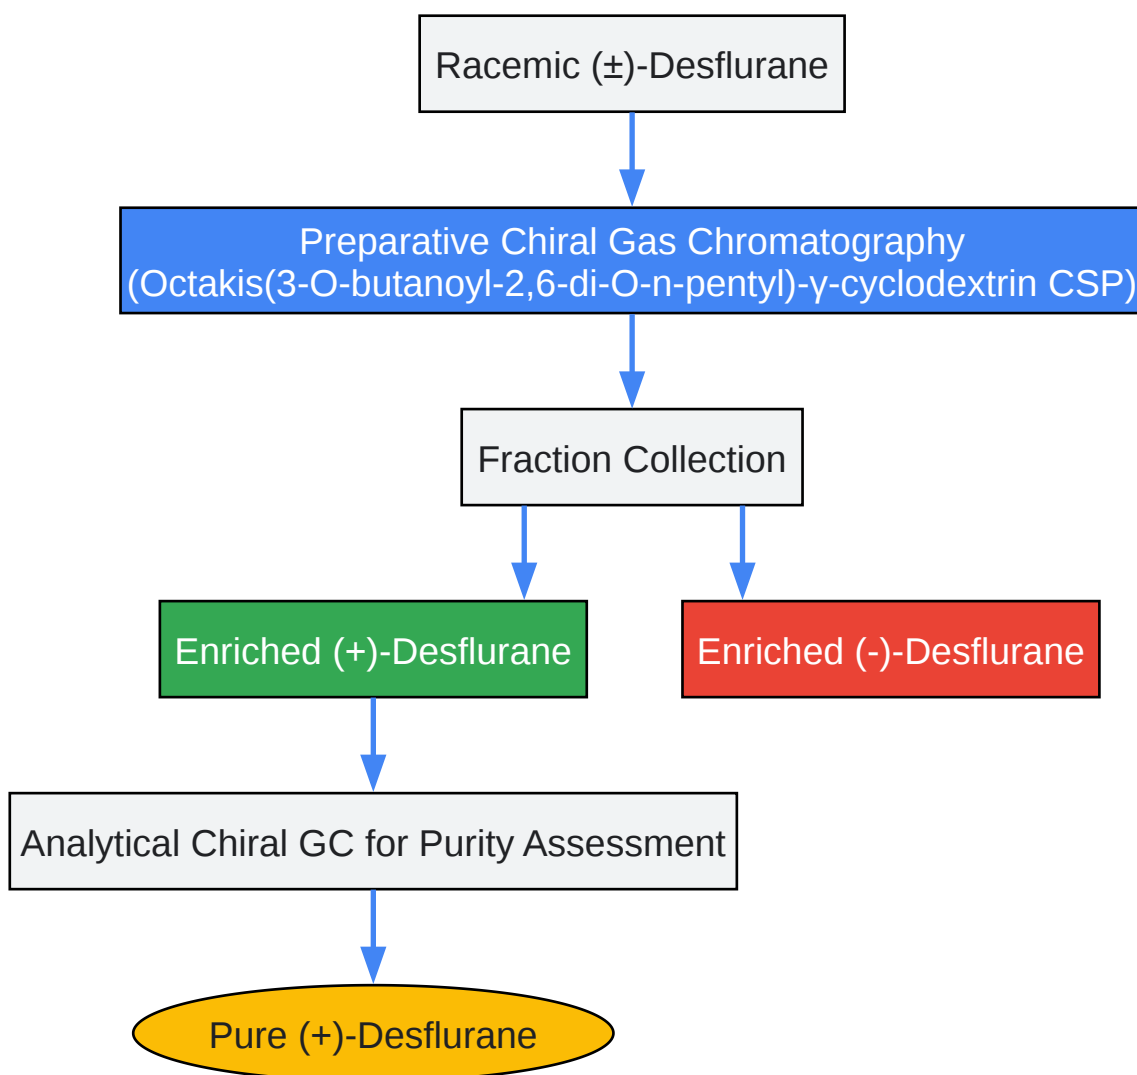 Racemic (±)-Desflurane
Preparative Chiral Gas Chromatography
(Octakis(3-O-butanoyl-2,6-di-O-n-pentyl)-γ-cyclodextrin CSP)
Fraction Collection
Enriched (+)-Desflurane
Enriched (-)-Desflurane
Analytical Chiral GC for Purity Assessment
Pure (+)-Desflurane